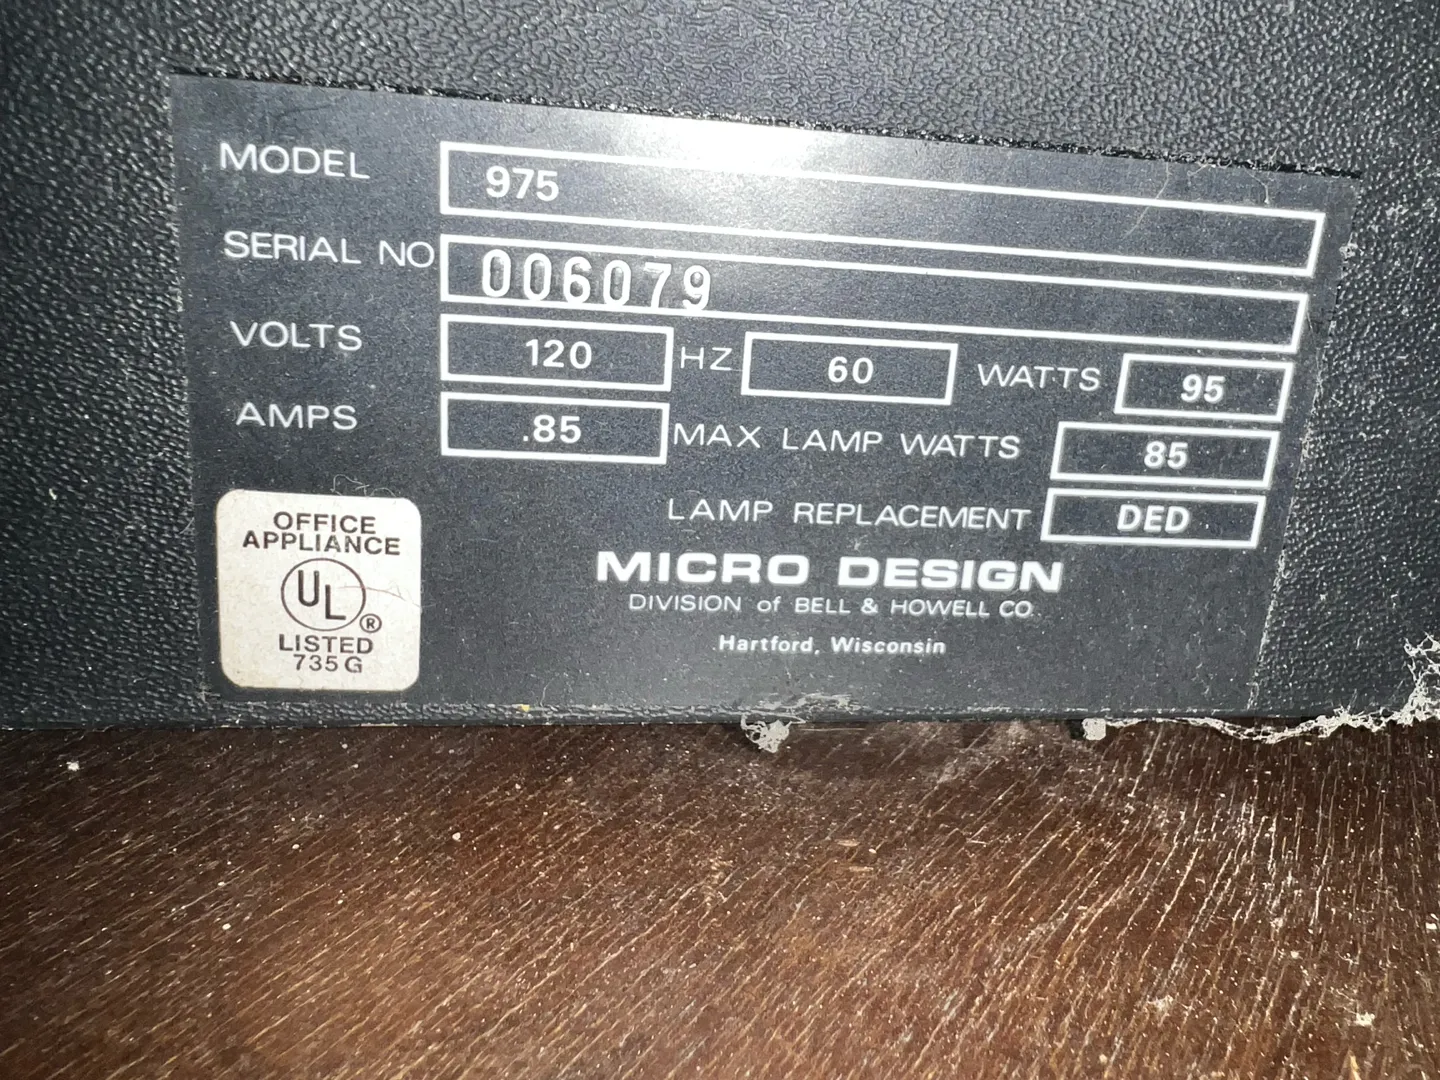 MODEL 975
SERIAL NO 006079
VOLTS 120 HZ 60 WATTS 95
AMPS .85 MAX LAMP WATTS 85
LAMP REPLACEMENT DED
OFFICE
APPLIANCE
UL®
LISTED
735G
MICRO DESIGN
DIVISION of BELL & HOWELL CO.
Hartford, Wisconsin